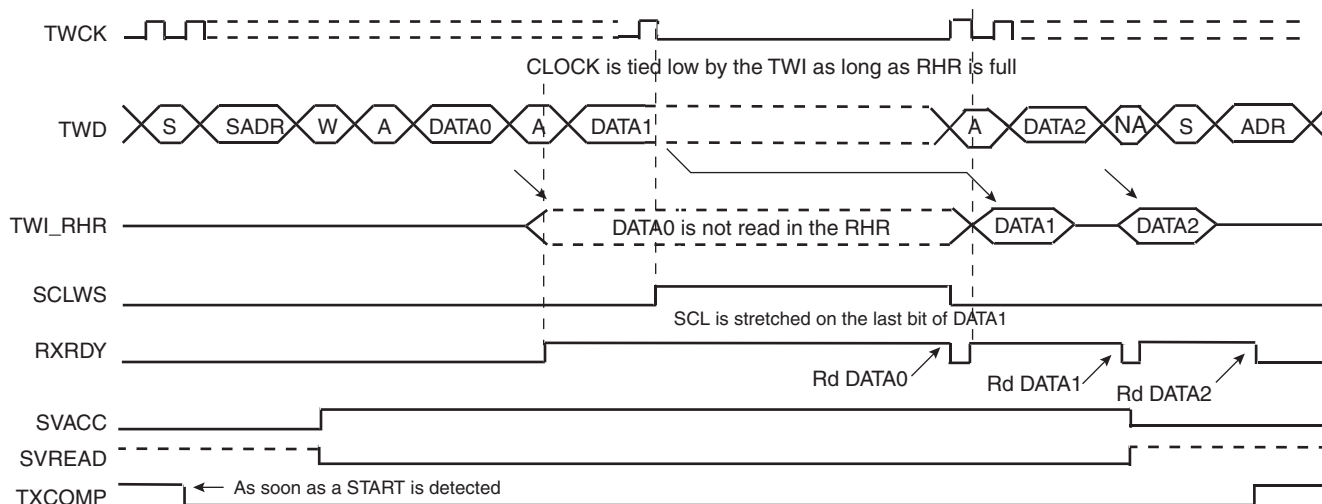 TWCK
CLOCK is tied low by the TWI as long as RHR is full
TWD S SADR W A DATA0 A DATA1 A DATA2 NA S ADR
TWI_RHR DATA0 is not read in the RHR DATA1 DATA2
SCLWS
SCL is stretched on the last bit of DATA1
RXRDY
Rd DATA0 Rd DATA1 Rd DATA2
SVACC
SVREAD
TXCOMP As soon as a START is detected